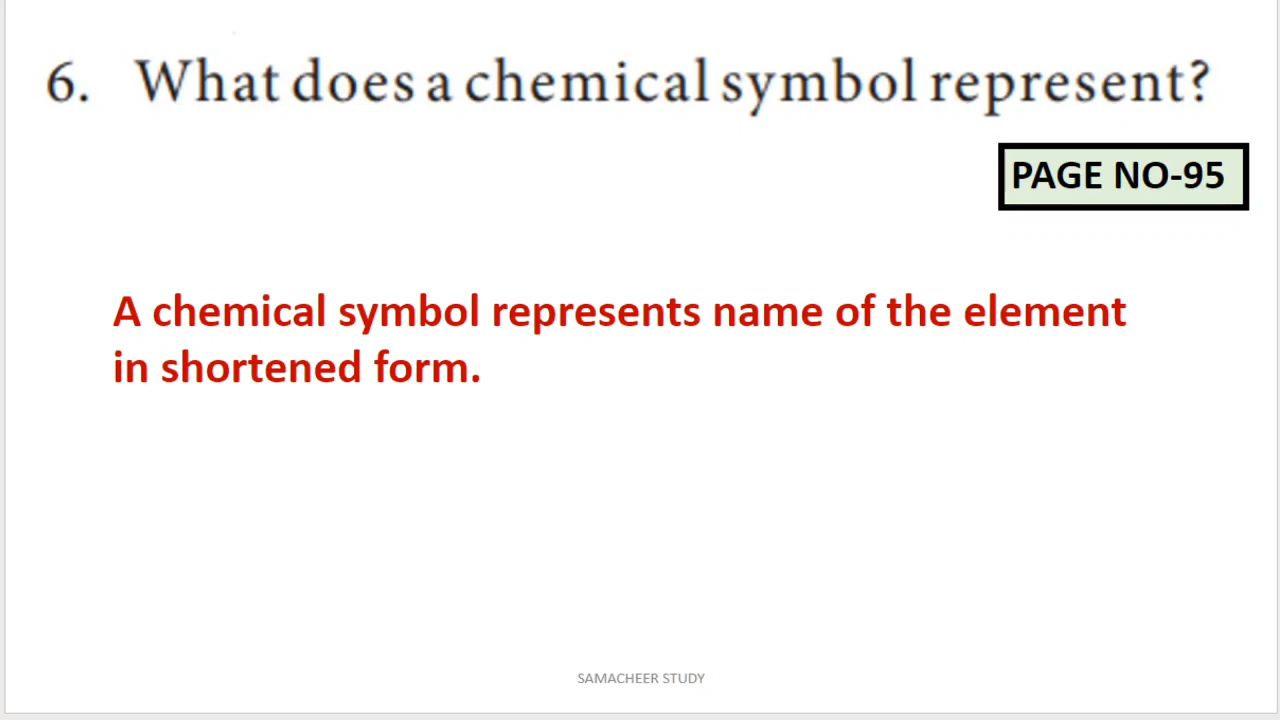 6. What does a chemical symbol represent?
PAGE NO-95
A chemical symbol represents name of the element
in shortened form.
SAMACHEER STUDY